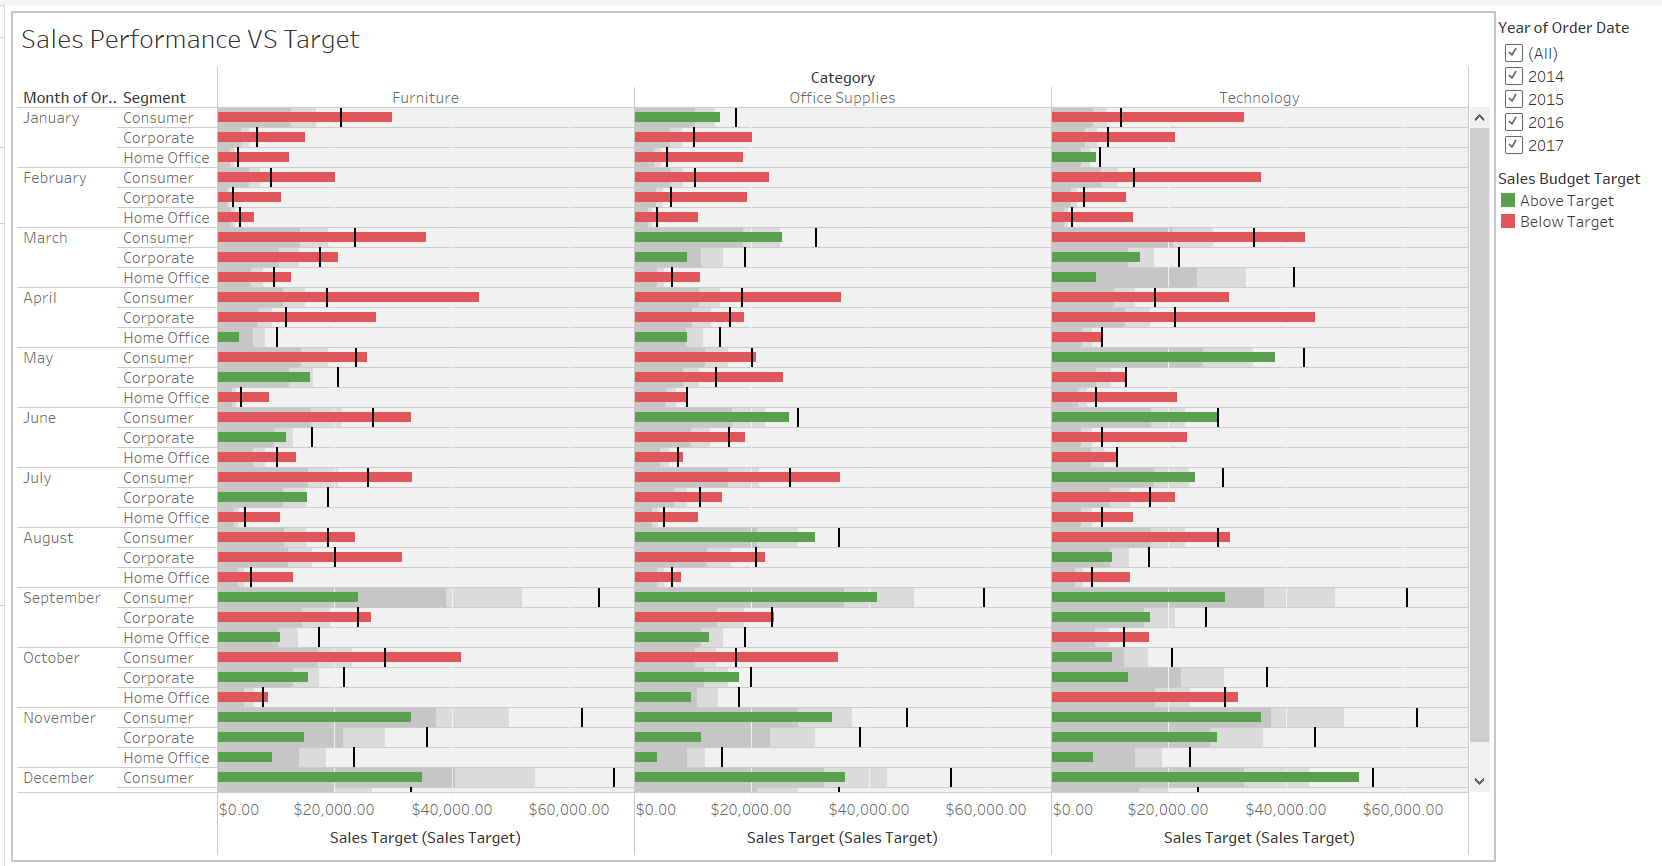 Sales Performance VS Target
Category
Month of Or.. Segment Furniture Office Supplies Technology
January Consumer
Corporate
Home Office
February Consumer
Corporate
Home Office
March Consumer
Corporate
Home Office
April Consumer
Corporate
Home Office
May Consumer
Corporate
Home Office
June Consumer
Corporate
Home Office
July Consumer
Corporate
Home Office
August Consumer
Corporate
Home Office
September Consumer
Corporate
Home Office
October Consumer
Corporate
Home Office
November Consumer
Corporate
Home Office
December Consumer
$0.00 $20,000.00 $40,000.00 $60,000.00 $0.00 $20,000.00 $40,000.00 $60,000.00 $0.00 $20,000.00 $40,000.00 $60,000.00
Sales Target (Sales Target) Sales Target (Sales Target) Sales Target (Sales Target)
Year of Order Date
(All)
2014
2015
2016
2017
Sales Budget Target
Above Target
Below Target